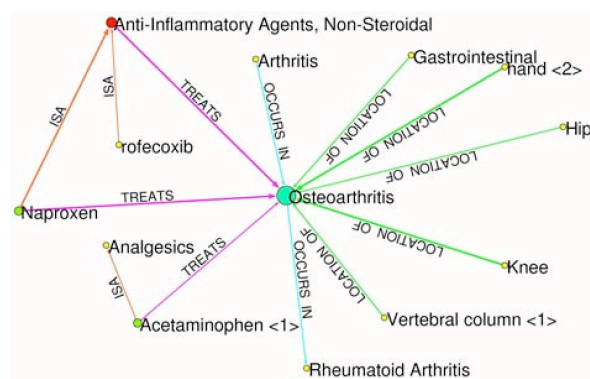 Anti-Inflammatory Agents, Non-Steroidal
Gastrointestinal
Arthritis
hand <2>
ISA
ISA
TREATS
OCCURS IN
LOCATION OF
LOCATION OF
Hip
rofecoxib
LOCATION OF
TREATS
Osteoarthritis
Naproxen
Analgesics
TREATS
LOCATION OF
LOCATION OF
Knee
ISA
OCCURS IN
Acetaminophen <1>
Vertebral column <1>
Rheumatoid Arthritis